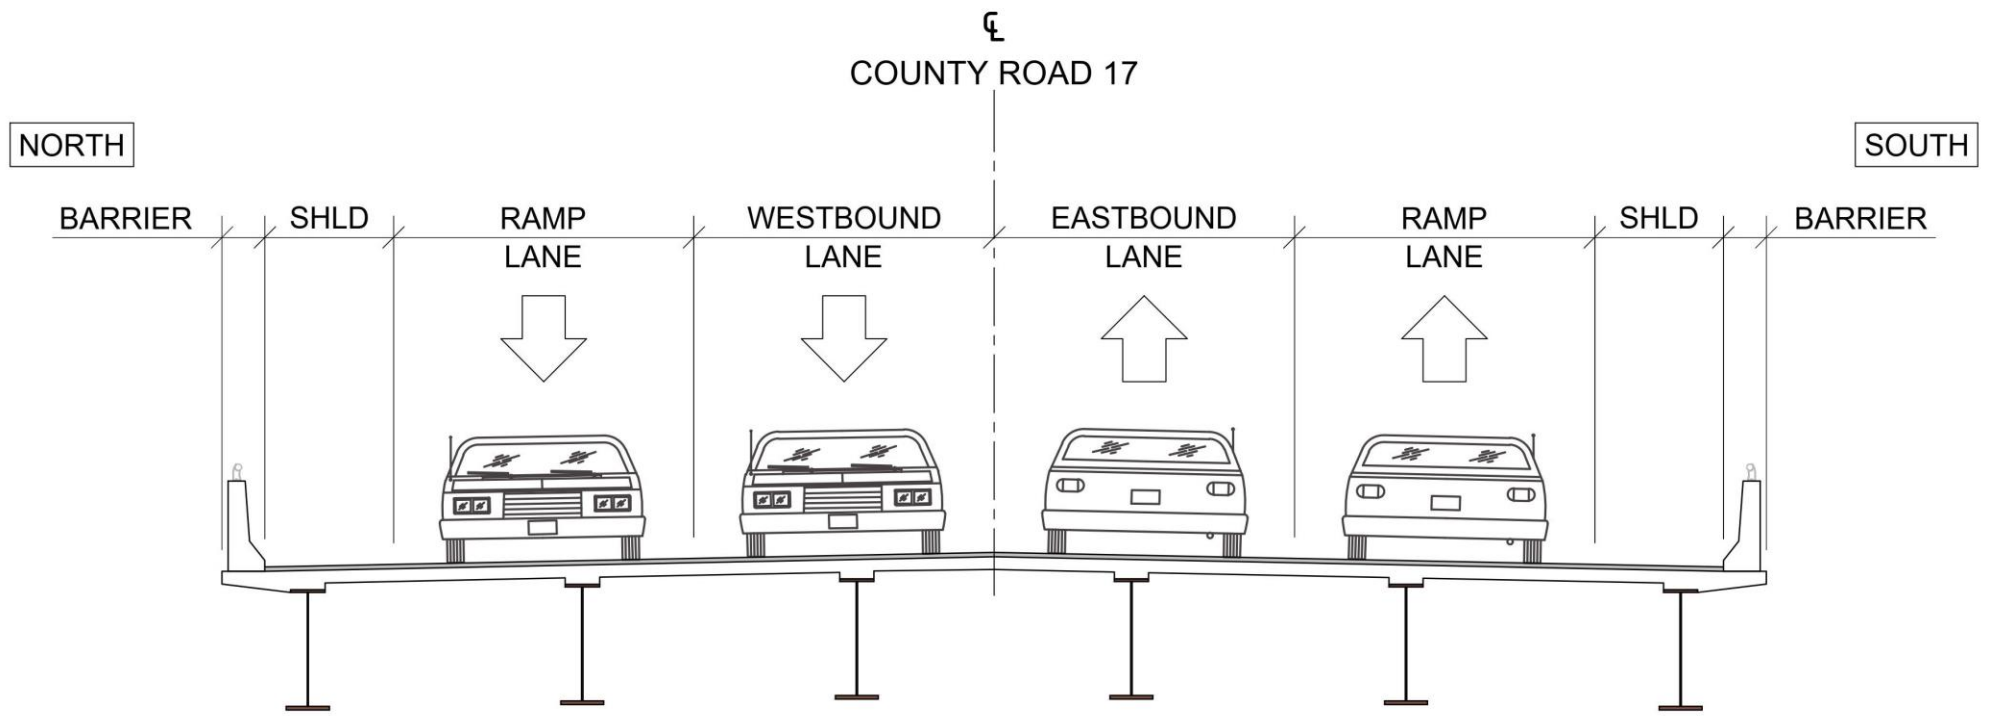 ℄
COUNTY ROAD 17
NORTH
SOUTH
BARRIER SHLD RAMP WESTBOUND EASTBOUND RAMP SHLD BARRIER
LANE LANE LANE LANE